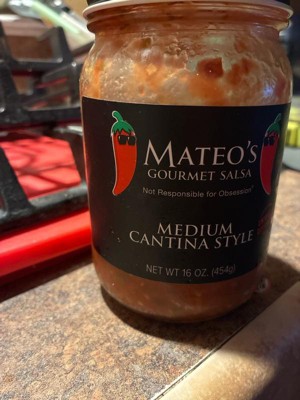 MATEO'S
GOURMET SALSA
Not Responsible for Obsession
MEDIUM
CANTINA STYLE
NET WT 16 OZ. (454g)